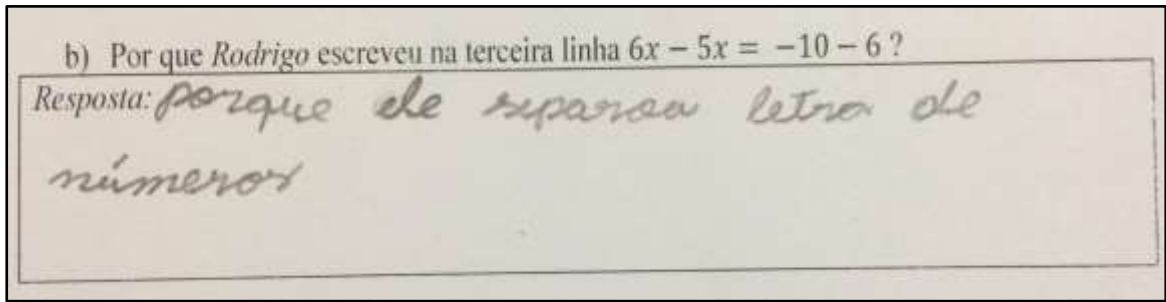 b) Por que Rodrigo escreveu na terceira linha 6x − 5x = −10 − 6 ?
Resposta: porque ele separou letra de
números